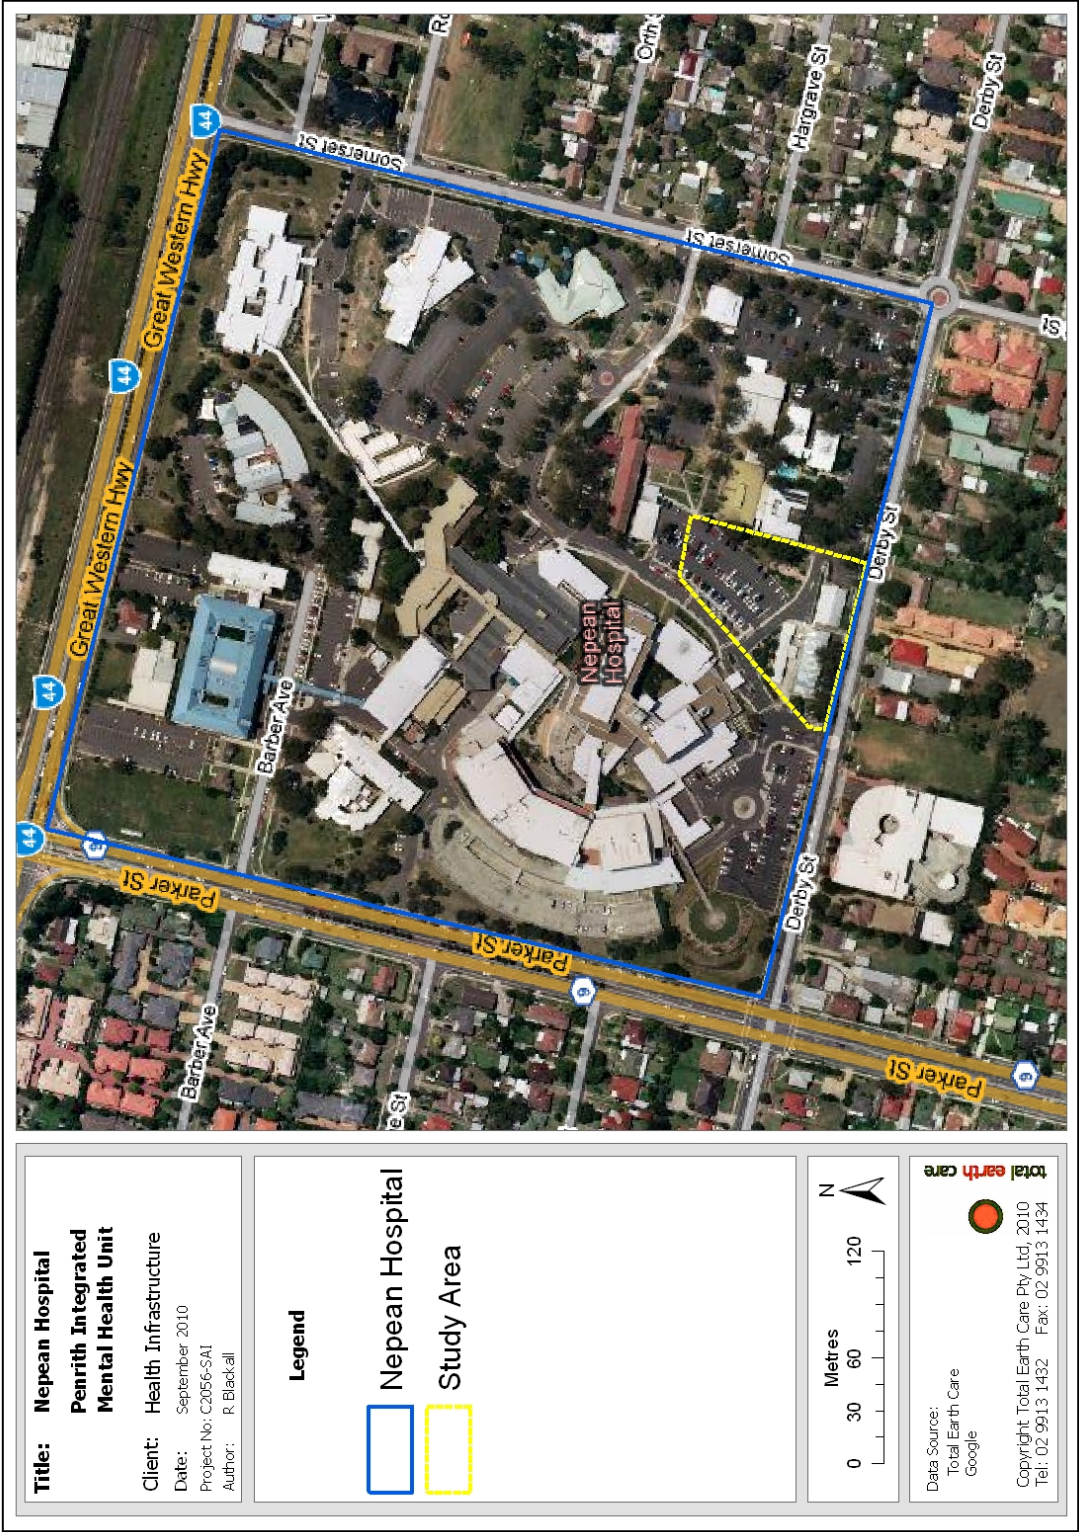 Title: Nepean Hospital
Penrith Integrated
Mental Health Unit
Client: Health Infrastructure
Date: September 2010
Project No: C2056-SAI
Author: R Blackall
Legend
Nepean Hospital
Study Area
Metres
0 30 60 120
N
Data Source:
Total Earth Care
Google
total earth care
Copyright Total Earth Care Pty Ltd, 2010
Tel: 02 9913 1432 Fax: 02 9913 1434
44
Great Western Hwy
44
Great Western Hwy
44
44
9
Parker St
Parker St
9
Parker St
9
Barber Ave
Barber Ave
e St
Nepean
Hospital
Somerset St
Somerset St
Orth
Hargrave St
Derby St
Derby St
Derby St
St